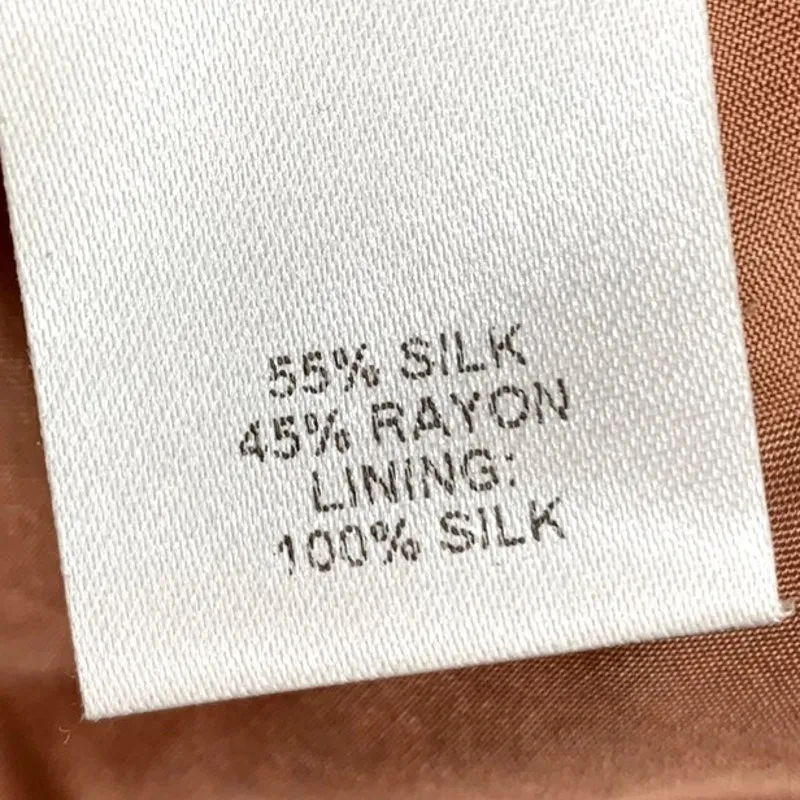 55% SILK
45% RAYON
LINING:
100% SILK